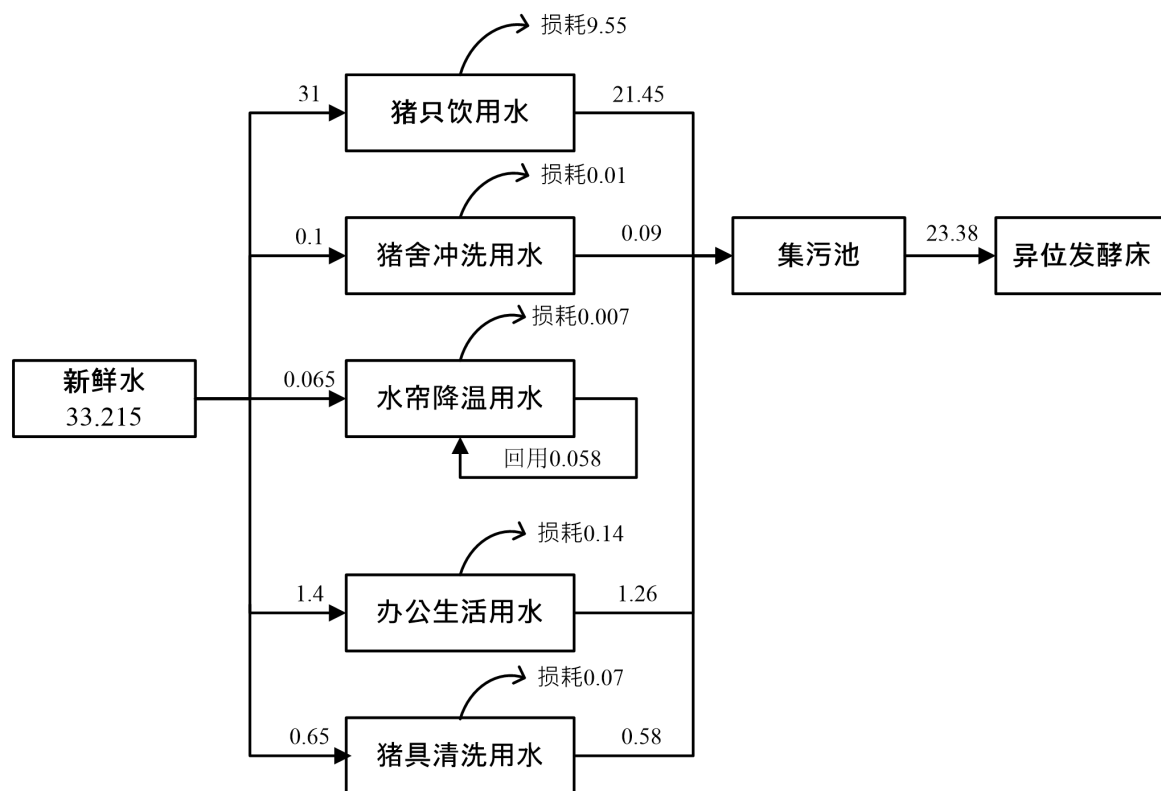 损耗9.55
31
猪只饮用水
21.45
损耗0.01
0.1
猪舍冲洗用水
0.09
集污池
23.38
异位发酵床
损耗0.007
新鲜水
33.215
0.065
水帘降温用水
回用0.058
损耗0.14
1.4
办公生活用水
1.26
损耗0.07
0.65
猪具清洗用水
0.58